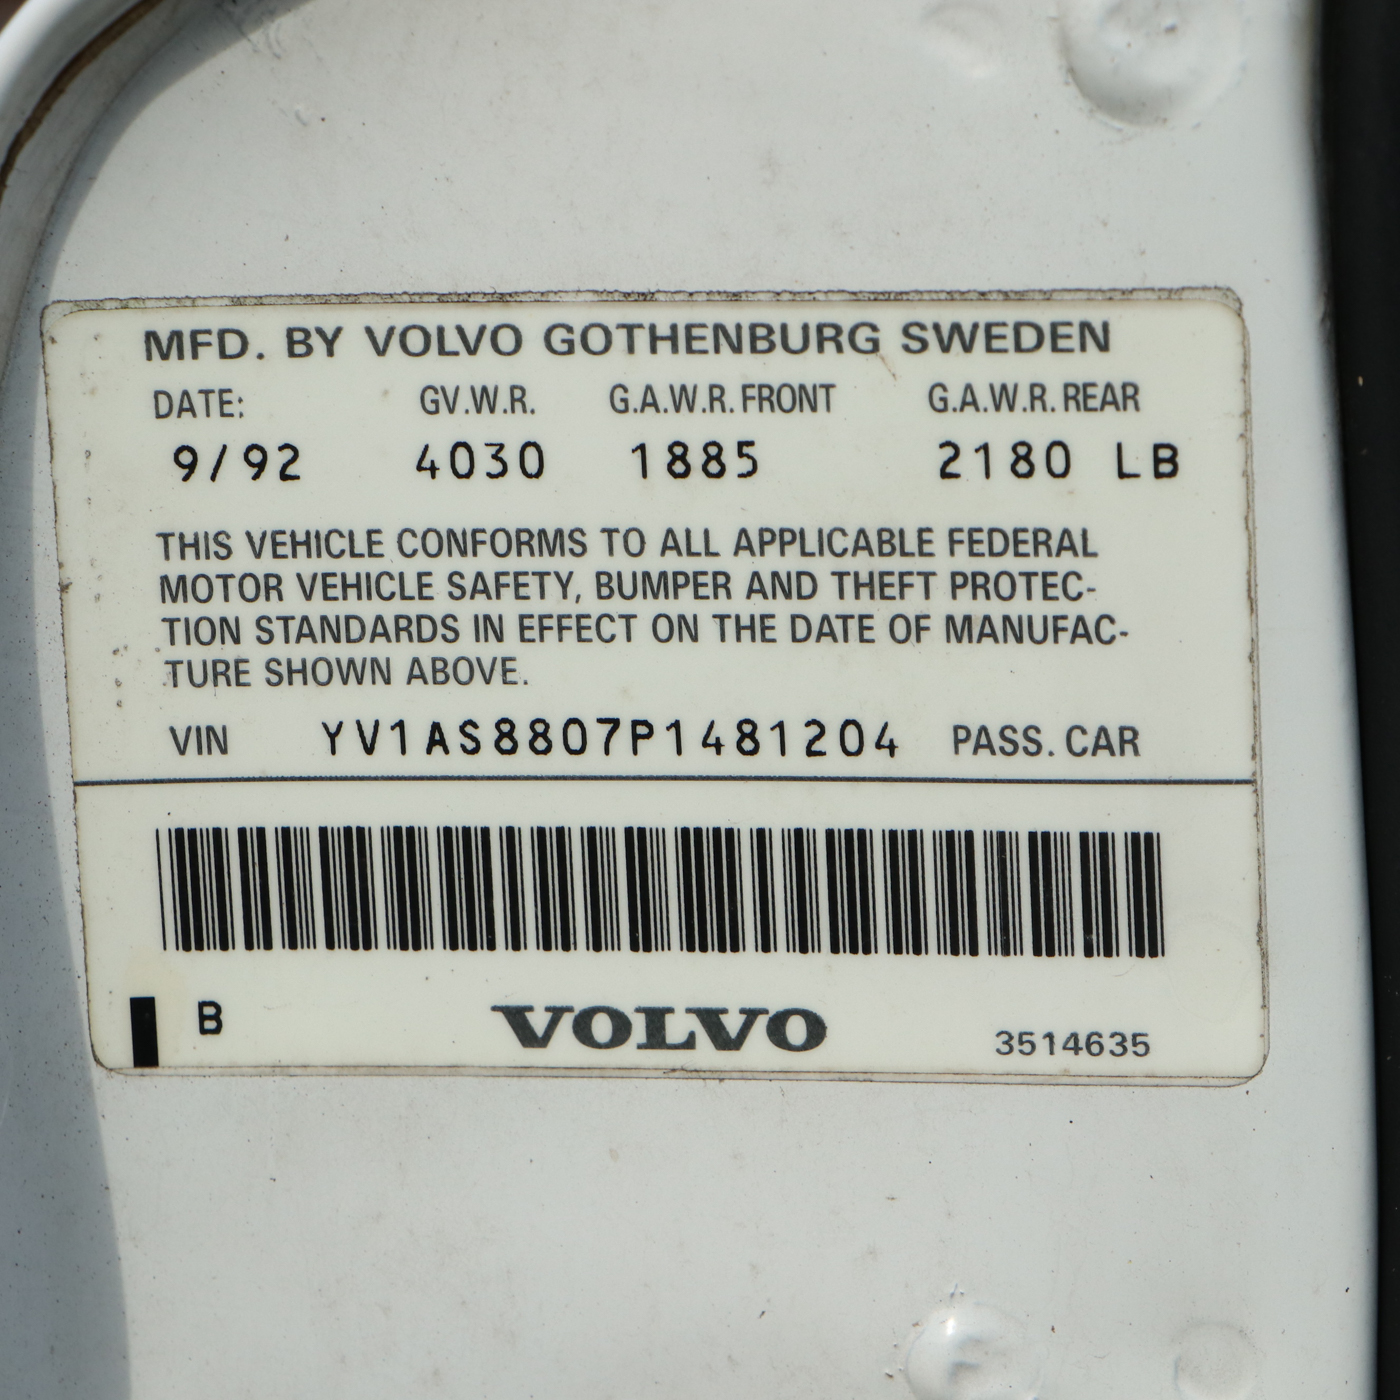 MFD. BY VOLVO GOTHENBURG SWEDEN
DATE: GV.W.R. G.A.W.R. FRONT G.A.W.R. REAR
9/92 4030 1885 2180 LB
THIS VEHICLE CONFORMS TO ALL APPLICABLE FEDERAL
MOTOR VEHICLE SAFETY, BUMPER AND THEFT PROTEC-
TION STANDARDS IN EFFECT ON THE DATE OF MANUFAC-
TURE SHOWN ABOVE.
VIN YV1AS8807P1481204 PASS. CAR
B VOLVO 3514635